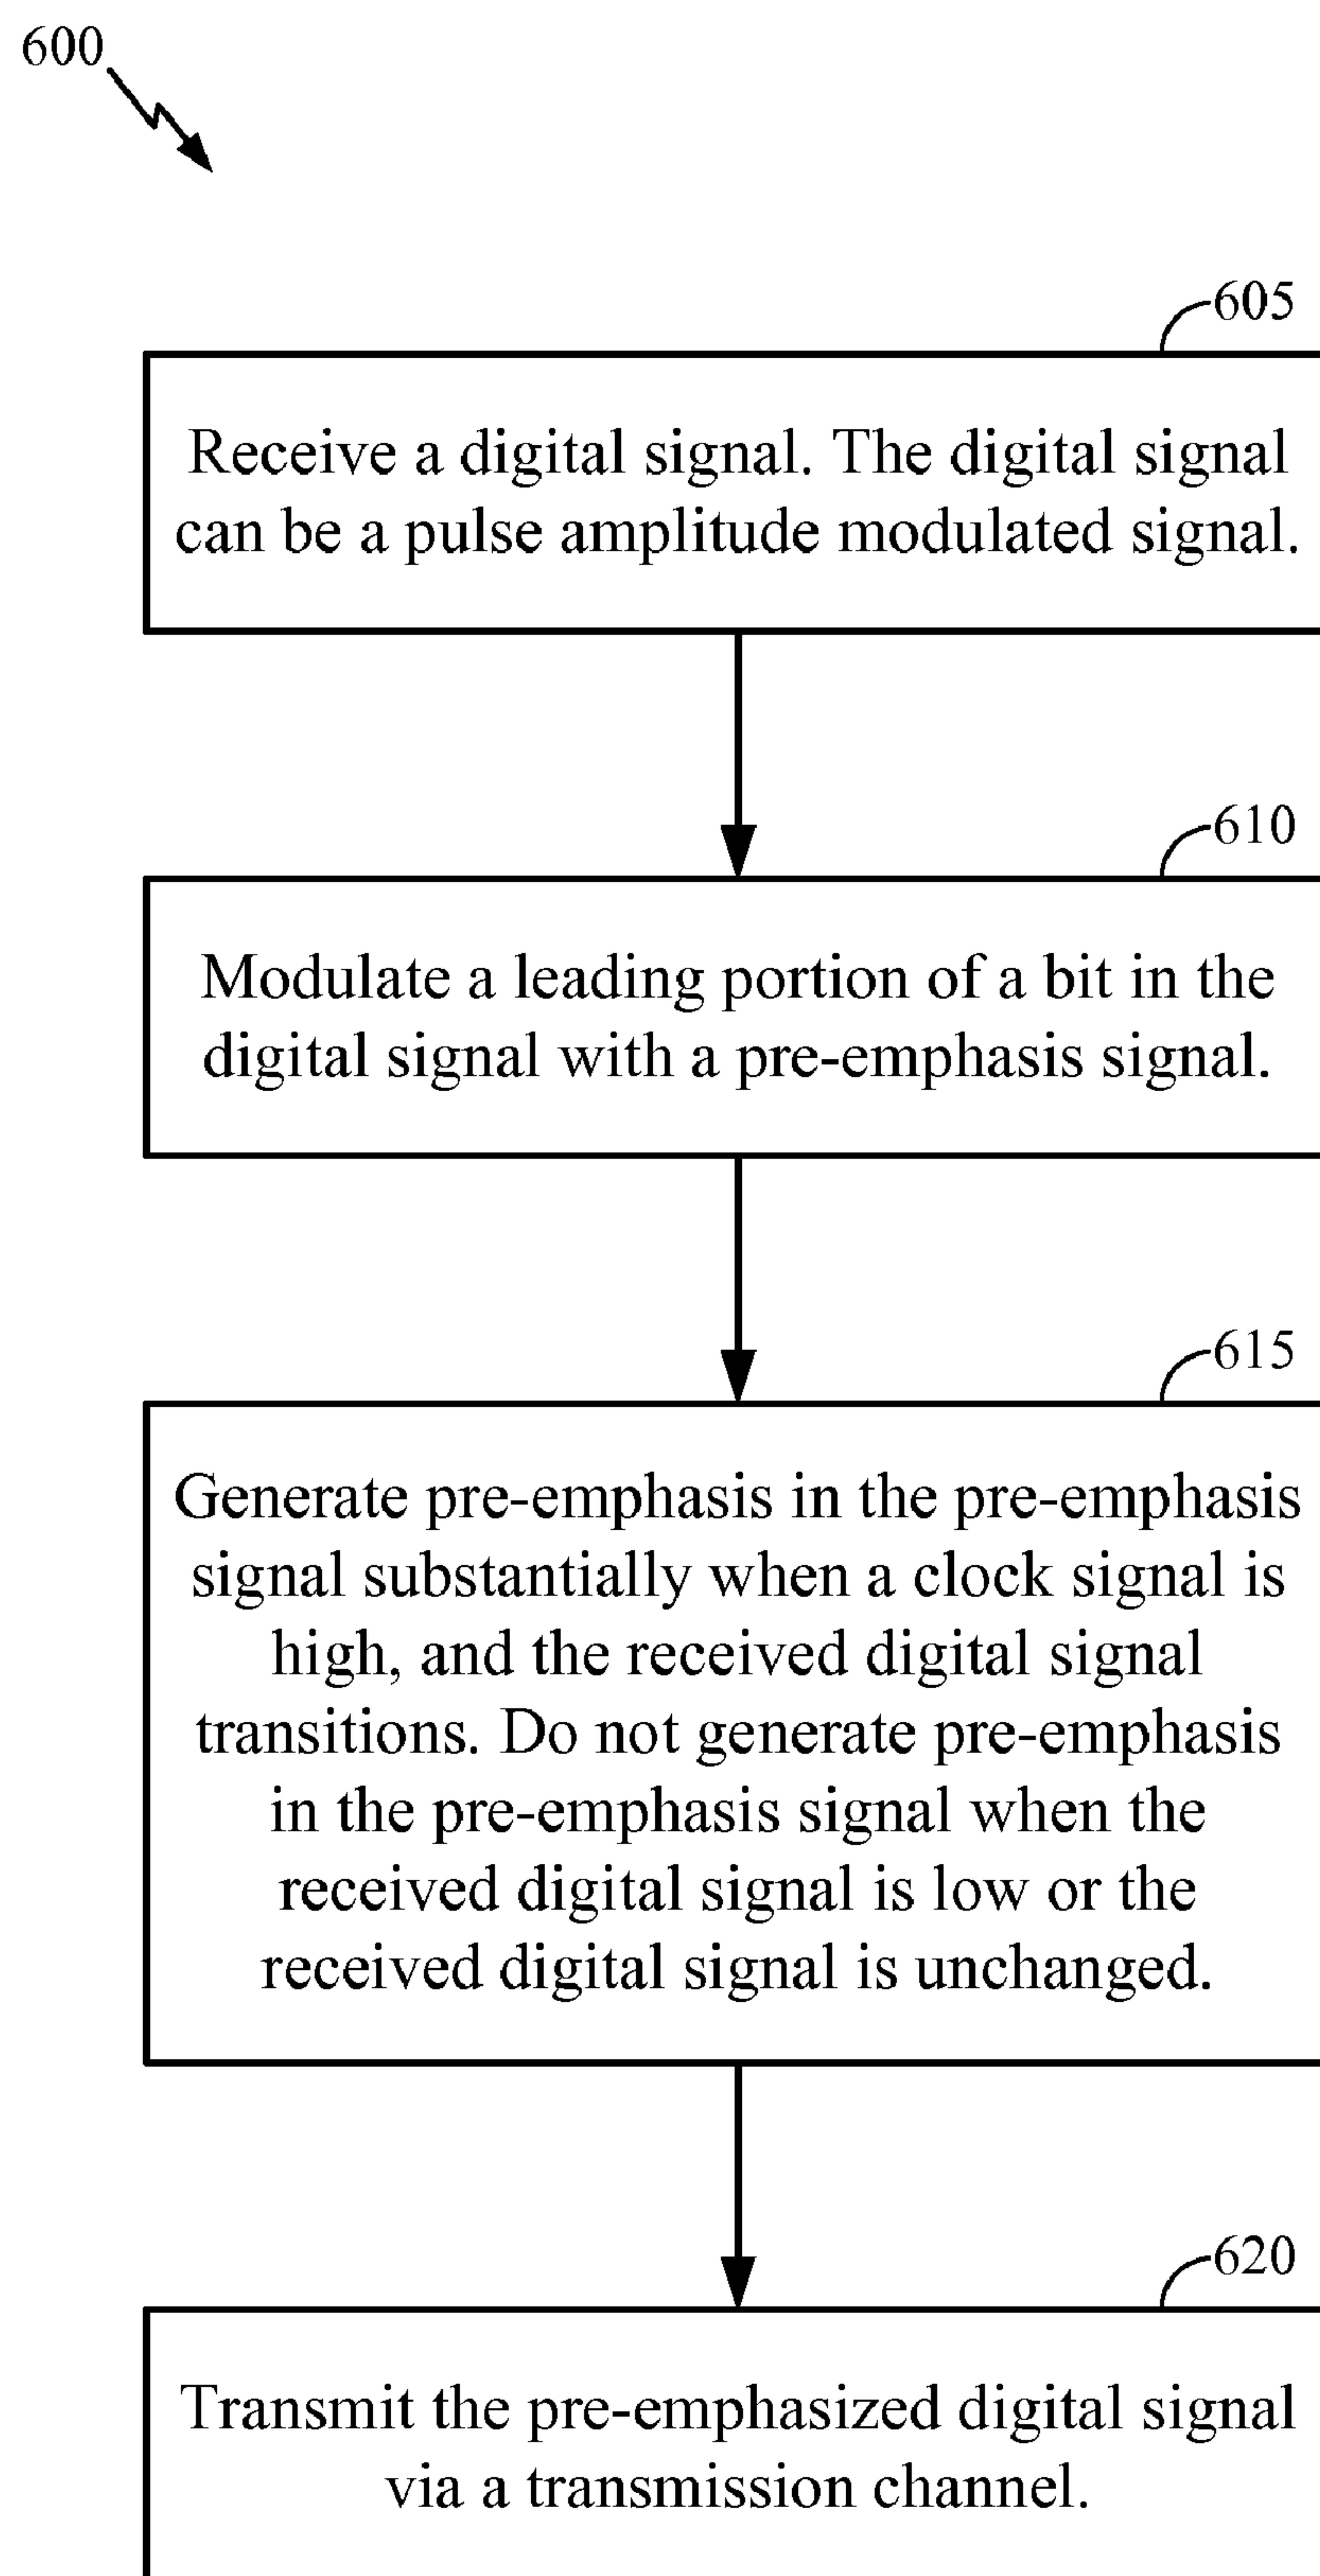 600
605
Receive a digital signal. The digital signal
can be a pulse amplitude modulated signal.
610
Modulate a leading portion of a bit in the
digital signal with a pre-emphasis signal.
615
Generate pre-emphasis in the pre-emphasis
signal substantially when a clock signal is
high, and the received digital signal
transitions. Do not generate pre-emphasis
in the pre-emphasis signal when the
received digital signal is low or the
received digital signal is unchanged.
620
Transmit the pre-emphasized digital signal
via a transmission channel.